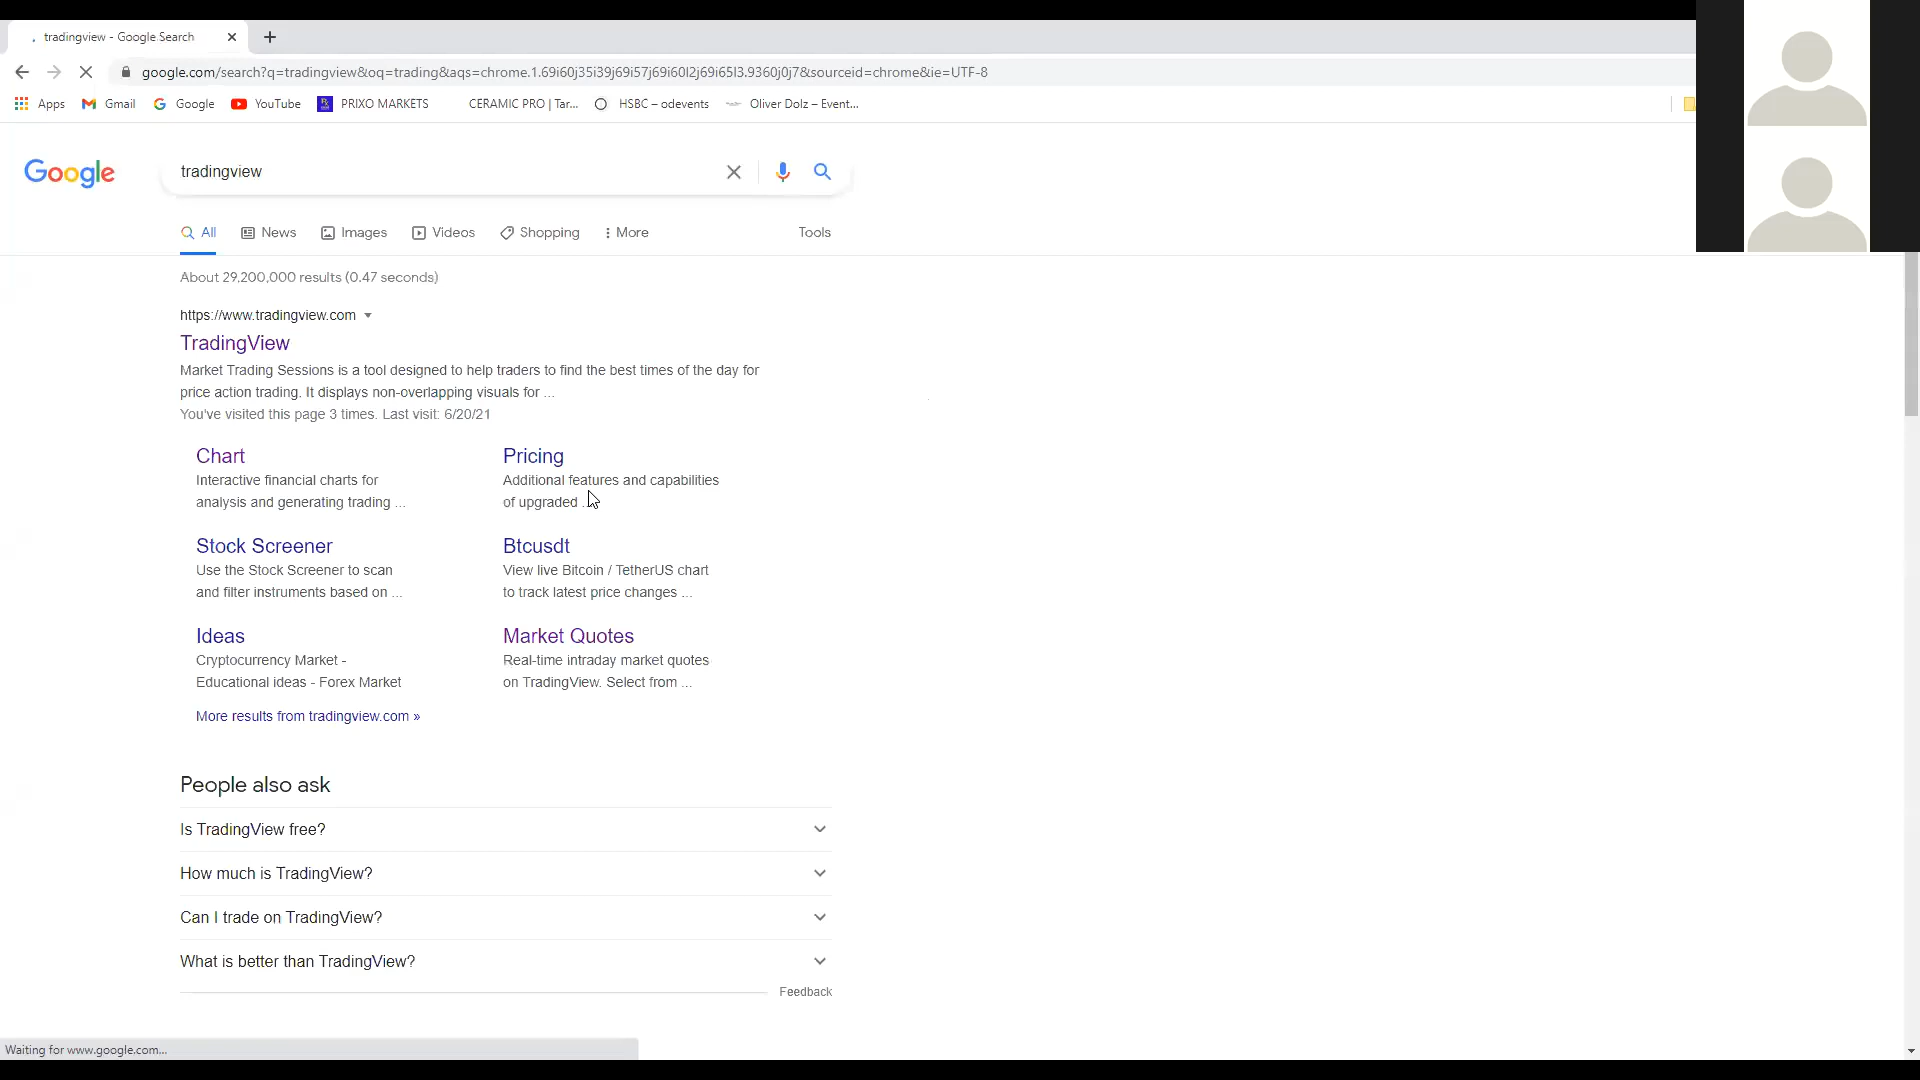 tradingview - Google Search
google.com/search?q=tradingview&oq=trading&aqs=chrome.1.69i60j35i39j69i57j69i60l2j69i65l3.9360j0j7&sourceid=chrome&ie=UTF-8
Apps Gmail Google YouTube PRIXO MARKETS CERAMIC PRO | Tar... HSBC – odevents Oliver Dolz – Event...
Google tradingview
All News Images Videos Shopping More Tools
About 29,200,000 results (0.47 seconds)
https://www.tradingview.com
TradingView
Market Trading Sessions is a tool designed to help traders to find the best times of the day for
price action trading. It displays non-overlapping visuals for ...
You've visited this page 3 times. Last visit: 6/20/21
Chart
Interactive financial charts for
analysis and generating trading ...
Pricing
Additional features and capabilities
of upgraded ...
Stock Screener
Use the Stock Screener to scan
and filter instruments based on ...
Btcusdt
View live Bitcoin / TetherUS chart
to track latest price changes ...
Ideas
Cryptocurrency Market -
Educational ideas - Forex Market
Market Quotes
Real-time intraday market quotes
on TradingView. Select from ...
More results from tradingview.com »
People also ask
Is TradingView free?
How much is TradingView?
Can I trade on TradingView?
What is better than TradingView?
Feedback
Waiting for www.google.com...